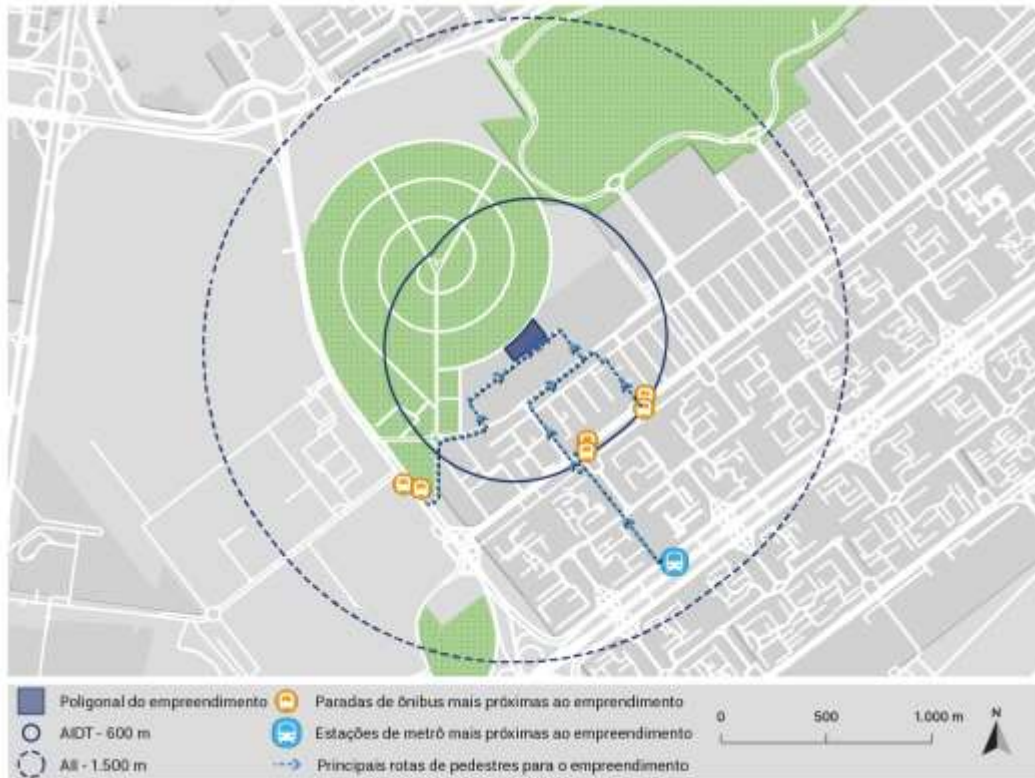 Poligonal do empreendimento
AIDT - 600 m
AII - 1.500 m
Paradas de ônibus mais próximas ao emprendimento
Estações de metrô mais próximas ao empreendimento
Principais rotas de pedestres para o empreendimento
0 500 1.000 m
N